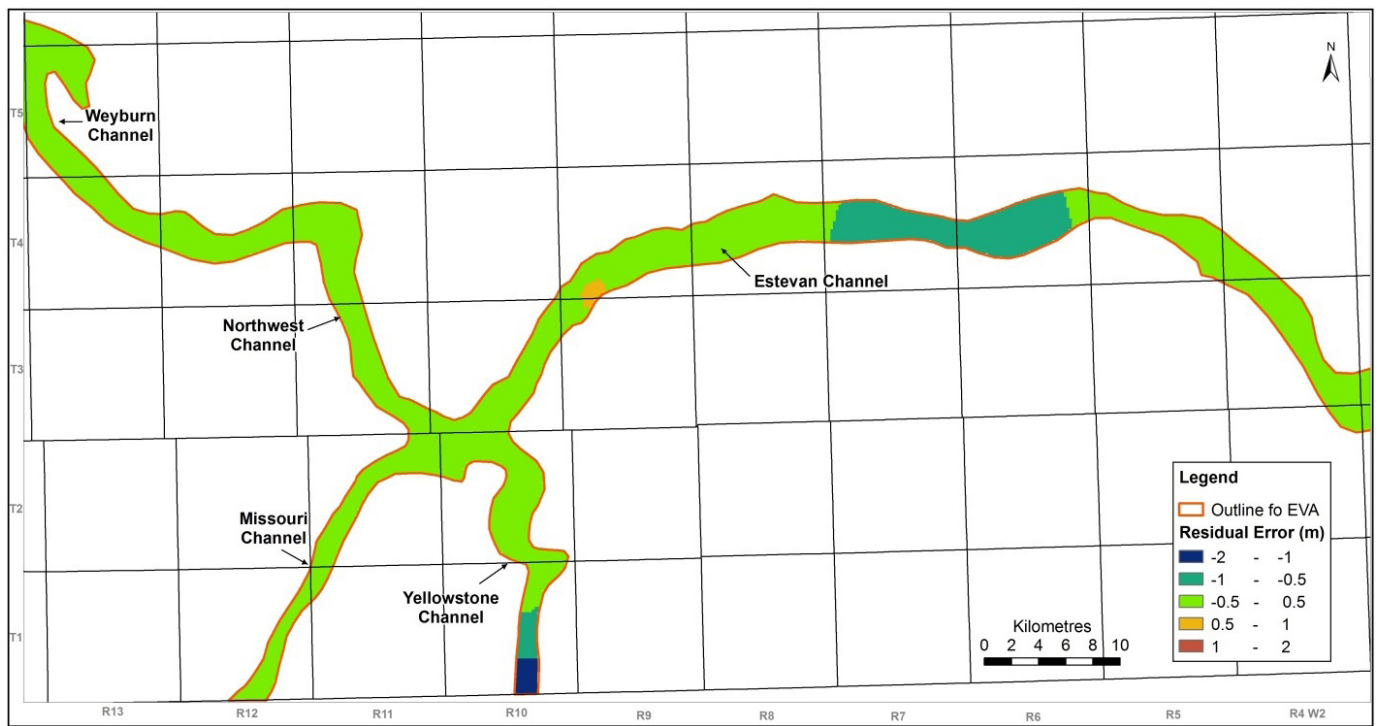 N
T5
Weyburn
Channel
T4
Estevan Channel
Northwest
Channel
T3
T2
Missouri
Channel
Yellowstone
Channel
T1
Legend
Outline fo EVA
Residual Error (m)
-2 - -1
-1 - -0.5
-0.5 - 0.5
0.5 - 1
1 - 2
Kilometres
0 2 4 6 8 10
R13 R12 R11 R10 R9 R8 R7 R6 R5 R4 W2